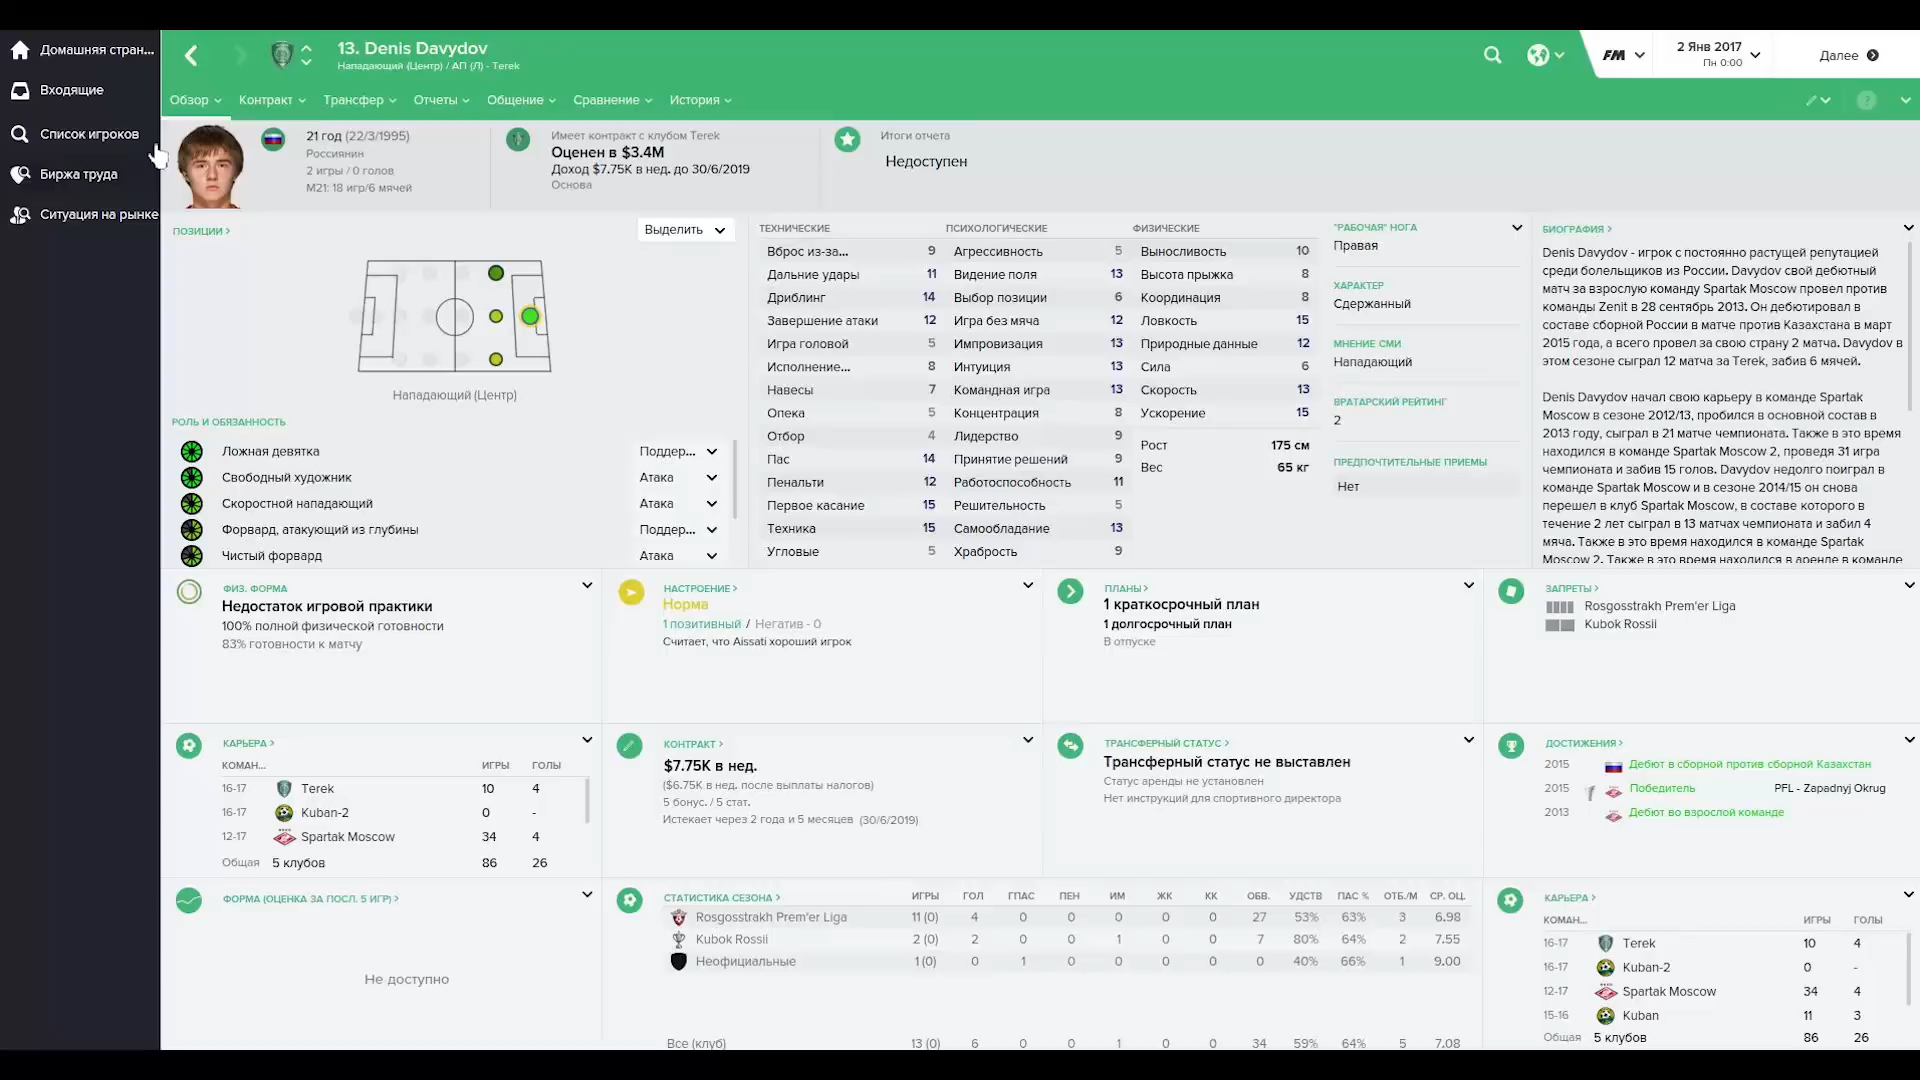 Домашняя стран...
Входящие
Список игроков
Биржа труда
Ситуация на рынке
13. Denis Davydov
Нападающий (Центр) / АП (Л) - Terek
FM
2 Янв 2017
Пн 0:00
Далее
Обзор
Контракт
Трансфер
Отчеты
Общение
Сравнение
История
?
21 год (22/3/1995)
Россиянин
2 игры / 0 голов
М21: 18 игр/6 мячей
Имеет контракт с клубом Terek
Оценен в $3.4M
Доход $7.75K в нед. до 30/6/2019
Основа
Итоги отчета
Недоступен
ПОЗИЦИИ >
Выделить
Нападающий (Центр)
РОЛЬ И ОБЯЗАННОСТЬ
Ложная девятка Поддер...
Свободный художник Атака
Скоростной нападающий Атака
Форвард, атакующий из глубины Поддер...
Чистый форвард Атака
ТЕХНИЧЕСКИЕ
Вброс из-за... 9
Дальние удары 11
Дриблинг 14
Завершение атаки 12
Игра головой 5
Исполнение... 8
Навесы 7
Опека 5
Отбор 4
Пас 14
Пенальти 12
Первое касание 15
Техника 15
Угловые 5
ПСИХОЛОГИЧЕСКИЕ
Агрессивность 5
Видение поля 13
Выбор позиции 6
Игра без мяча 12
Импровизация 13
Интуиция 13
Командная игра 13
Концентрация 8
Лидерство 9
Принятие решений 9
Работоспособность 11
Решительность 5
Самообладание 13
Храбрость 9
ФИЗИЧЕСКИЕ
Выносливость 10
Высота прыжка 8
Координация 8
Ловкость 15
Природные данные 12
Сила 6
Скорость 13
Ускорение 15
Рост 175 см
Вес 65 кг
"РАБОЧАЯ" НОГА
Правая
ХАРАКТЕР
Сдержанный
МНЕНИЕ СМИ
Нападающий
ВРАТАРСКИЙ РЕЙТИНГ
2
ПРЕДПОЧТИТЕЛЬНЫЕ ПРИЕМЫ
Нет
БИОГРАФИЯ >
Denis Davydov - игрок с постоянно растущей репутацией
среди болельщиков из России. Davydov свой дебютный
матч за взрослую команду Spartak Moscow провел против
команды Zenit в 28 сентябрь 2013. Он дебютировал в
составе сборной России в матче против Казахстана в март
2015 года, а всего провел за свою страну 2 матча. Davydov в
этом сезоне сыграл 12 матча за Terek, забив 6 мячей.
Denis Davydov начал свою карьеру в команде Spartak
Moscow в сезоне 2012/13, пробился в основной состав в
2013 году, сыграл в 21 матче чемпионата. Также в это время
находился в команде Spartak Moscow 2, проведя 31 игра
чемпионата и забив 15 голов. Davydov недолго поиграл в
команде Spartak Moscow и в сезоне 2014/15 он снова
перешел в клуб Spartak Moscow, в составе которого в
течение 2 лет сыграл в 13 матчах чемпионата и забил 4
мяча. Также в это время находился в команде Spartak
Moscow 2. Также в это время находился в аренде в команде
ФИЗ. ФОРМА
Недостаток игровой практики
100% полной физической готовности
83% готовности к матчу
НАСТРОЕНИЕ >
Норма
1 позитивный / Негатив - 0
Считает, что Aissati хороший игрок
ПЛАНЫ >
1 краткосрочный план
1 долгосрочный план
В отпуске
ЗАПРЕТЫ >
Rosgosstrakh Prem'er Liga
Kubok Rossii
КАРЬЕРА >
КОМАН... ИГРЫ ГОЛЫ
16-17 Terek 10 4
16-17 Kuban-2 0 -
12-17 Spartak Moscow 34 4
Общая 5 клубов 86 26
КОНТРАКТ >
$7.75K в нед.
($6.75K в нед. после выплаты налогов)
5 бонус. / 5 стат.
Истекает через 2 года и 5 месяцев (30/6/2019)
ТРАНСФЕРНЫЙ СТАТУС >
Трансферный статус не выставлен
Статус аренды не установлен
Нет инструкций для спортивного директора
ДОСТИЖЕНИЯ >
2015 Дебют в сборной против сборной Казахстан
2015 Победитель PFL - Zapadnyj Okrug
2013 Дебют во взрослой команде
ФОРМА (ОЦЕНКА ЗА ПОСЛ. 5 ИГР) >
Не доступно
СТАТИСТИКА СЕЗОНА > ИГРЫ ГОЛ ГПАС ПЕН ИМ ЖК КК ОБВ. УДСТВ ПАС % ОТБ./М СР. ОЦ.
Rosgosstrakh Prem'er Liga 11 (0) 4 0 0 0 0 0 27 53% 63% 3 6.98
Kubok Rossii 2 (0) 2 0 0 1 0 0 7 80% 64% 2 7.55
Неофициальные 1 (0) 0 1 0 0 0 0 0 40% 66% 1 9.00
Все (клуб) 13 (0) 6 0 0 1 0 0 34 59% 64% 5 7.08
КАРЬЕРА >
КОМАН... ИГРЫ ГОЛЫ
16-17 Terek 10 4
16-17 Kuban-2 0 -
12-17 Spartak Moscow 34 4
15-16 Kuban 11 3
Общая 5 клубов 86 26